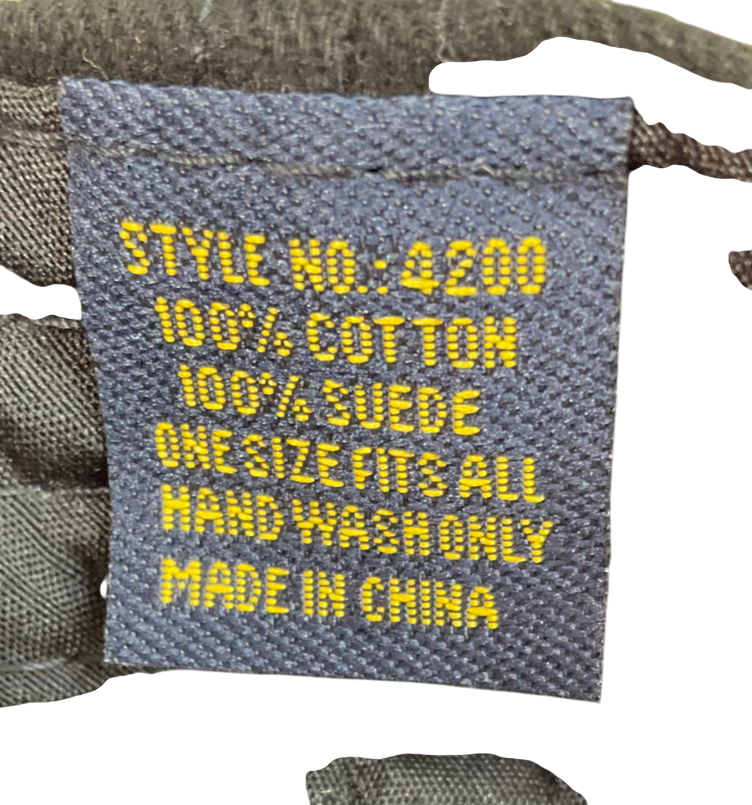 STYLE NO.: 4200
100% COTTON
100% SUEDE
ONE SIZE FITS ALL
HAND WASH ONLY
MADE IN CHINA